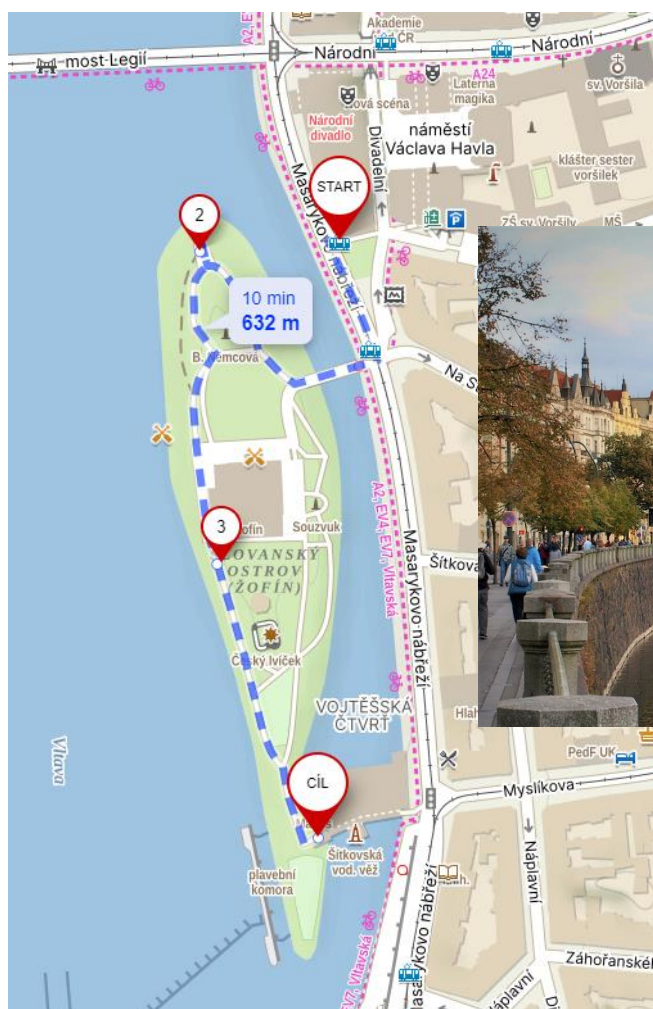 Akademie
ČR
A2, E
most Legií
Národní
Národní
A24
sv. Voršila
Nová scéna
Laterna
magika
Národní
divadlo
Divadelní
náměstí
Václava Havla
klášter sester
voršilek
START
Masarykovo nábřeží
ZŠ sv. Voršily
MŠ
P
2
10 min
632 m
B. Němcová
Na S
3
Žofín
Souzvuk
A2, EV4, EV7, Vltavská
Masarykovo nábřeží
Šítkova
SLOVANSKÝ
OSTROV
(ŽOFÍN)
Český lvíček
VOJTĚŠSKÁ
ČTVRŤ
Hlah
Vltava
CÍL
PedF UK
Myslíkova
Šítkovská
vod. věž
plavební
komora
Náplavní
EV7, Vltavská
Masarykovo nábřeží
Záhořanského
Náplavní